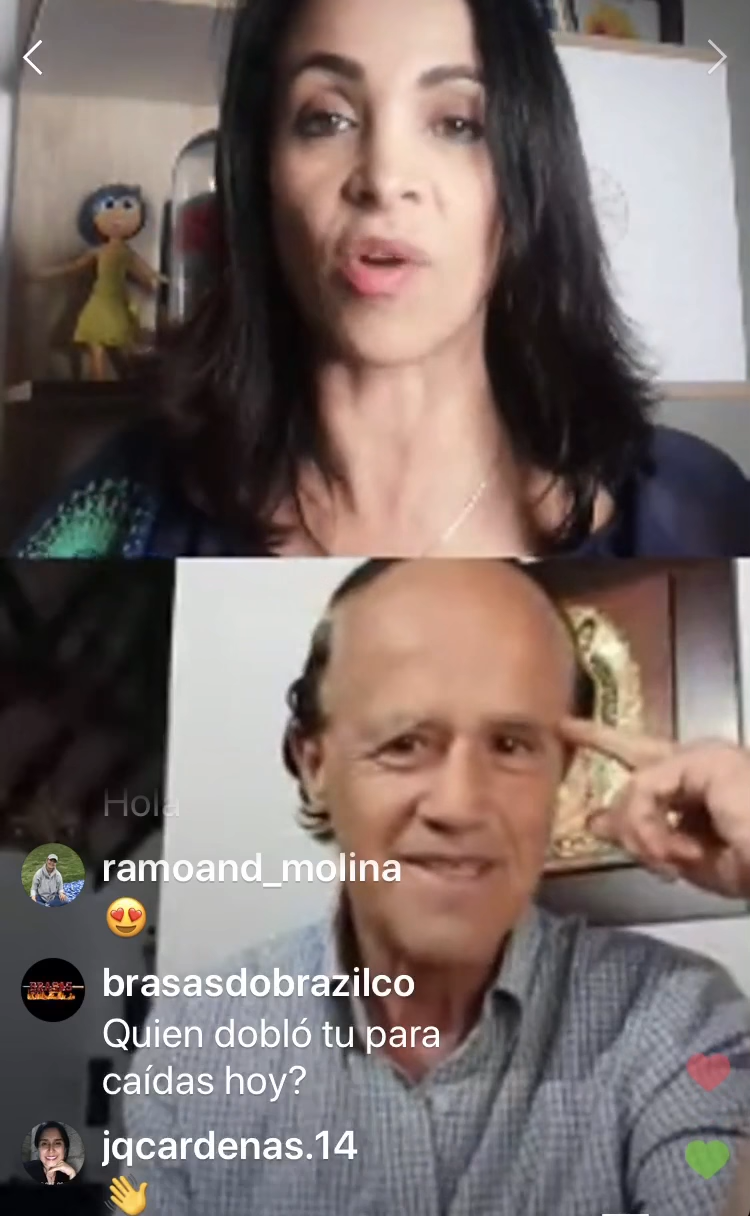 Hola
ramoand_molina
😍
brasasdobrazilco
Quien dobló tu para
caídas hoy?
jqcardenas.14
👋